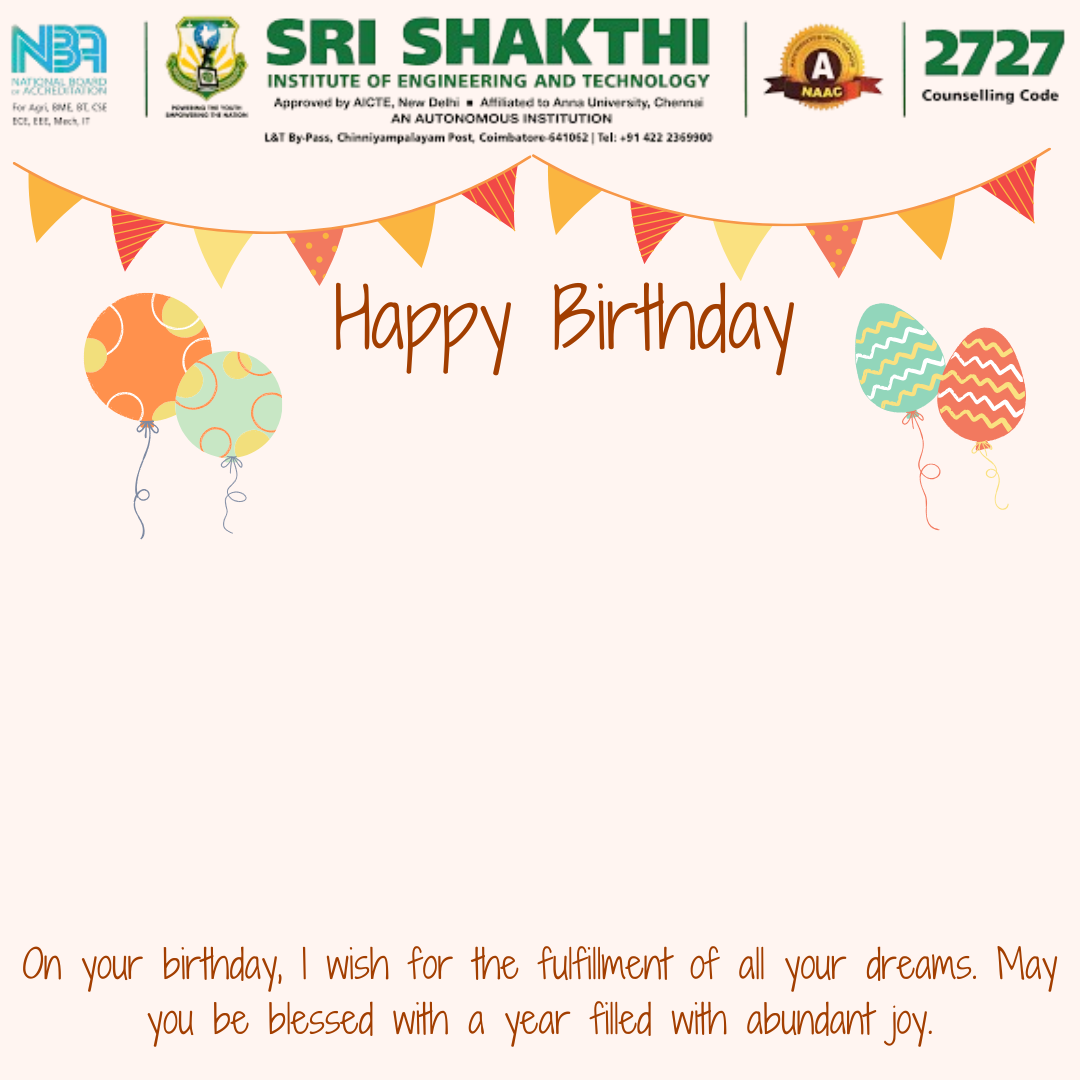 NBA
NATIONAL BOARD
OF ACCREDITATION
For Agri, BME, BT, CSE
ECE, EEE, Mech, IT
POWERING THE YOUTH
EMPOWERING THE NATION
SRI SHAKTHI
INSTITUTE OF ENGINEERING AND TECHNOLOGY
Approved by AICTE, New Delhi ■ Affiliated to Anna University, Chennai
AN AUTONOMOUS INSTITUTION
L&T By-Pass, Chinniyampalayam Post, Coimbatore-641062 | Tel: +91 422 2369900
A
NAAC
2727
Counselling Code
Happy Birthday
On your birthday, I wish for the fulfillment of all your dreams. May
you be blessed with a year filled with abundant joy.